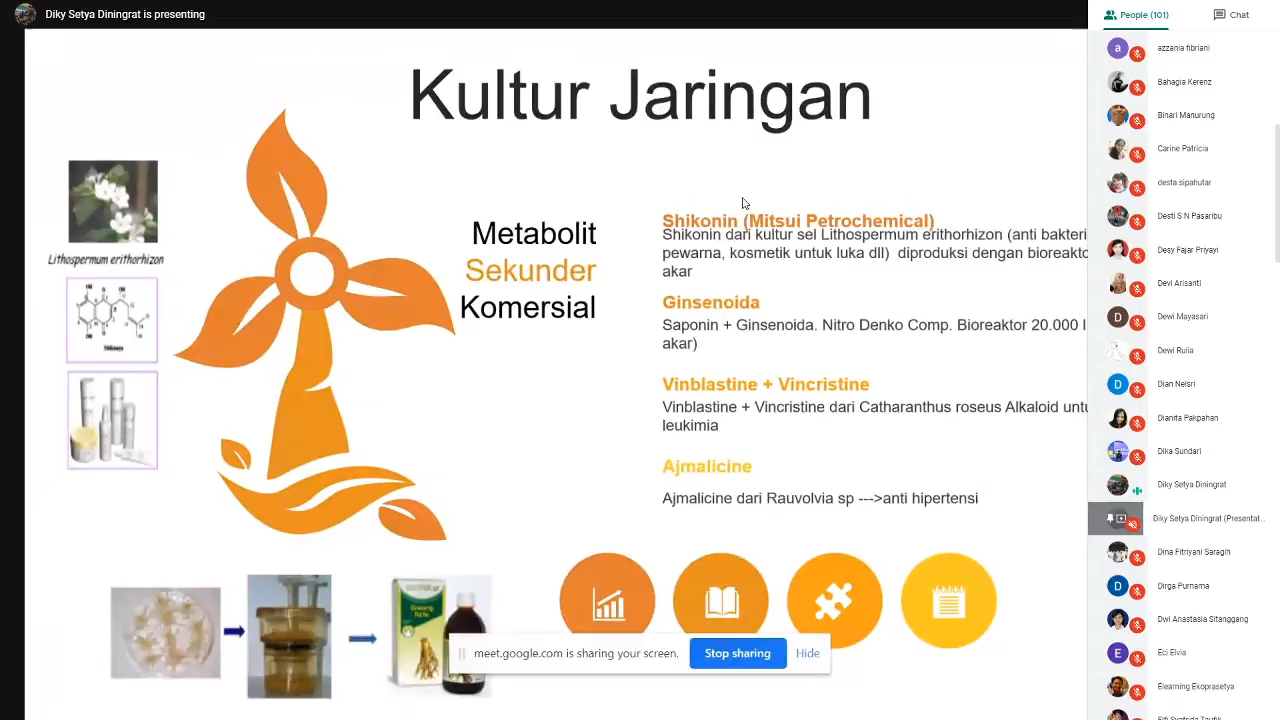 Diky Setya Diningrat is presenting
Kultur Jaringan
Lithospermum erithorhizon
Metabolit
Sekunder
Komersial
Shikonin (Mitsui Petrochemical)
Shikonin dari kultur sel Lithospermum erithorhizon (anti bakteri
pewarna, kosmetik untuk luka dll) diproduksi dengan bioreakto
akar
Ginsenoida
Saponin + Ginsenoida. Nitro Denko Comp. Bioreaktor 20.000 l
akar)
Vinblastine + Vincristine
Vinblastine + Vincristine dari Catharanthus roseus Alkaloid untu
leukimia
Ajmalicine
Ajmalicine dari Rauvolvia sp --->anti hipertensi
meet.google.com is sharing your screen.
Stop sharing
Hide
People (101)
Chat
a
azzania fibriani
Bahagia Kerenz
Binari Manurung
Carine Patricia
desta sipahutar
Desti S N Pasaribu
Desy Fajar Priyayi
Devi Arisanti
D
Dewi Mayasari
Dewi Rulia
D
Dian Nelsri
Dianita Pakpahan
Dika Sundari
Diky Setya Diningrat
Diky Setya Diningrat (Presentat...
Dina Fitriyani Saragih
D
Dirga Purnama
Dwi Anastasia Sitanggang
E
Eci Elvia
Elearning Ekoprasetya